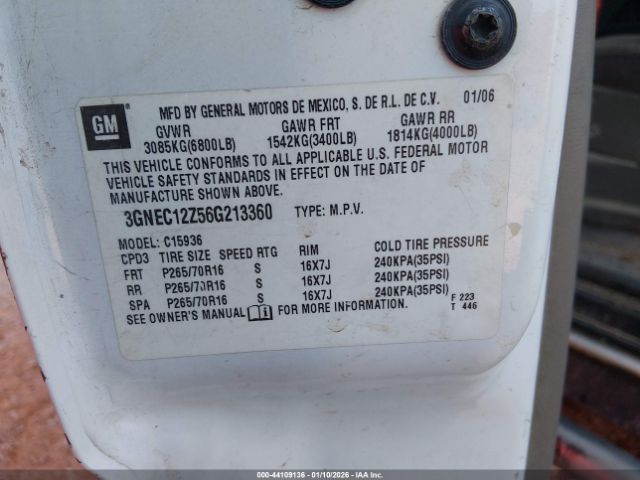 GM
MFD BY GENERAL MOTORS DE MEXICO, S. DE R.L. DE C.V. 01/06
GVWR GAWR FRT GAWR RR
3085KG(6800LB) 1542KG(3400LB) 1814KG(4000LB)
THIS VEHICLE CONFORMS TO ALL APPLICABLE U.S. FEDERAL MOTOR
VEHICLE SAFETY STANDARDS IN EFFECT ON THE DATE OF
MANUFACTURE SHOWN ABOVE.
3GNEC12Z56G213360 TYPE: M.P.V.
MODEL: C15936
CPD3 TIRE SIZE SPEED RTG RIM COLD TIRE PRESSURE
FRT P265/70R16 S 16X7J 240KPA(35PSI)
RR P265/70R16 S 16X7J 240KPA(35PSI)
SPA P265/70R16 S 16X7J 240KPA(35PSI)
SEE OWNER'S MANUAL FOR MORE INFORMATION.
F 223
T 446
000-44109136 - 01/10/2026 - IAA Inc.